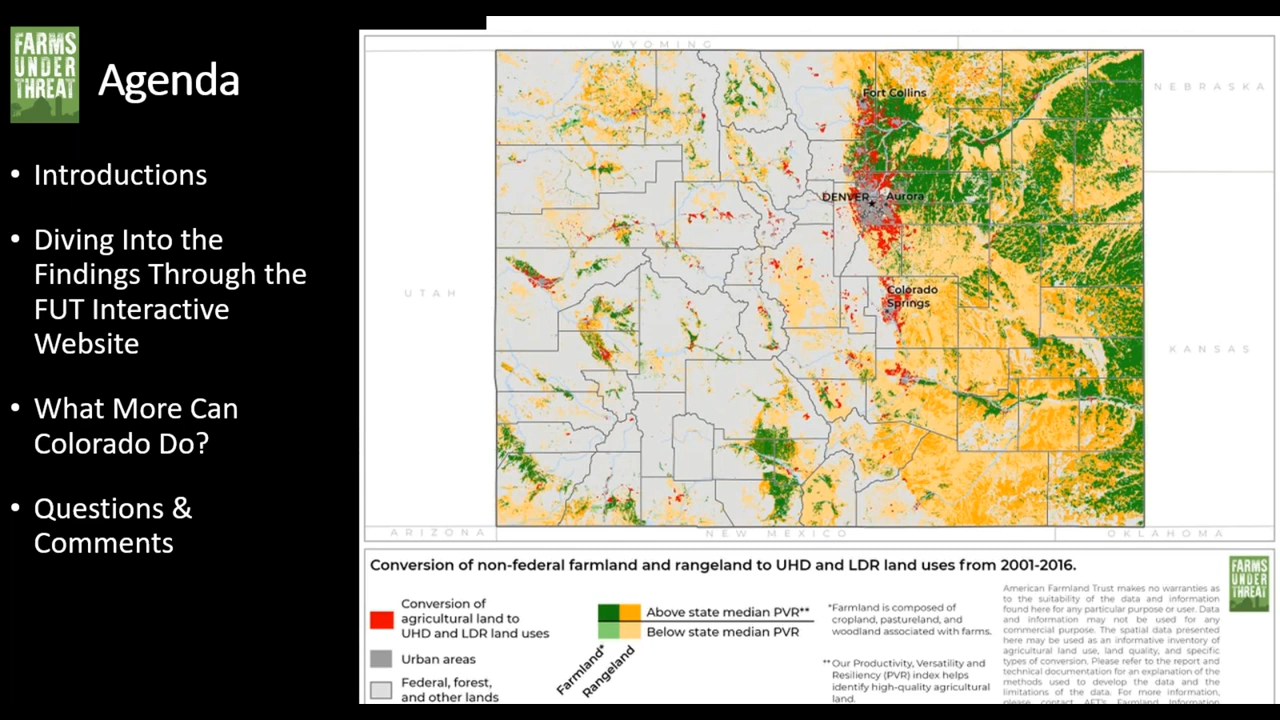 FARMS
UNDER
THREAT
Agenda
• Introductions
• Diving Into the
Findings Through the
FUT Interactive
Website
• What More Can
Colorado Do?
• Questions &
Comments
WYOMING
NEBRASKA
Fort Collins
DENVER
Aurora
UTAH
Colorado
Springs
KANSAS
ARIZONA
NEW MEXICO
OKLAHOMA
Conversion of non-federal farmland and rangeland to UHD and LDR land uses from 2001-2016.
Conversion of
agricultural land to
UHD and LDR land uses
Urban areas
Federal, forest,
and other lands
Above state median PVR**
Below state median PVR
Farmland*
Rangeland
*Farmland is composed of
cropland, pastureland, and
woodland associated with farms.
**Our Productivity, Versatility and
Resiliency (PVR) index helps
identify high-quality agricultural
land.
American Farmland Trust makes no warranties as
to the suitability of the data and information
found here for any particular purpose or user. Data
and information may not be used for any
commercial purpose. The spatial data presented
here may be used as an informative inventory of
agricultural land use, land quality, and specific
types of conversion. Please refer to the report and
technical documentation for an explanation of the
methods used to develop the data and the
limitations of the data. For more information,
please contact AFT's Farmland Information
FARMS
UNDER
THREAT